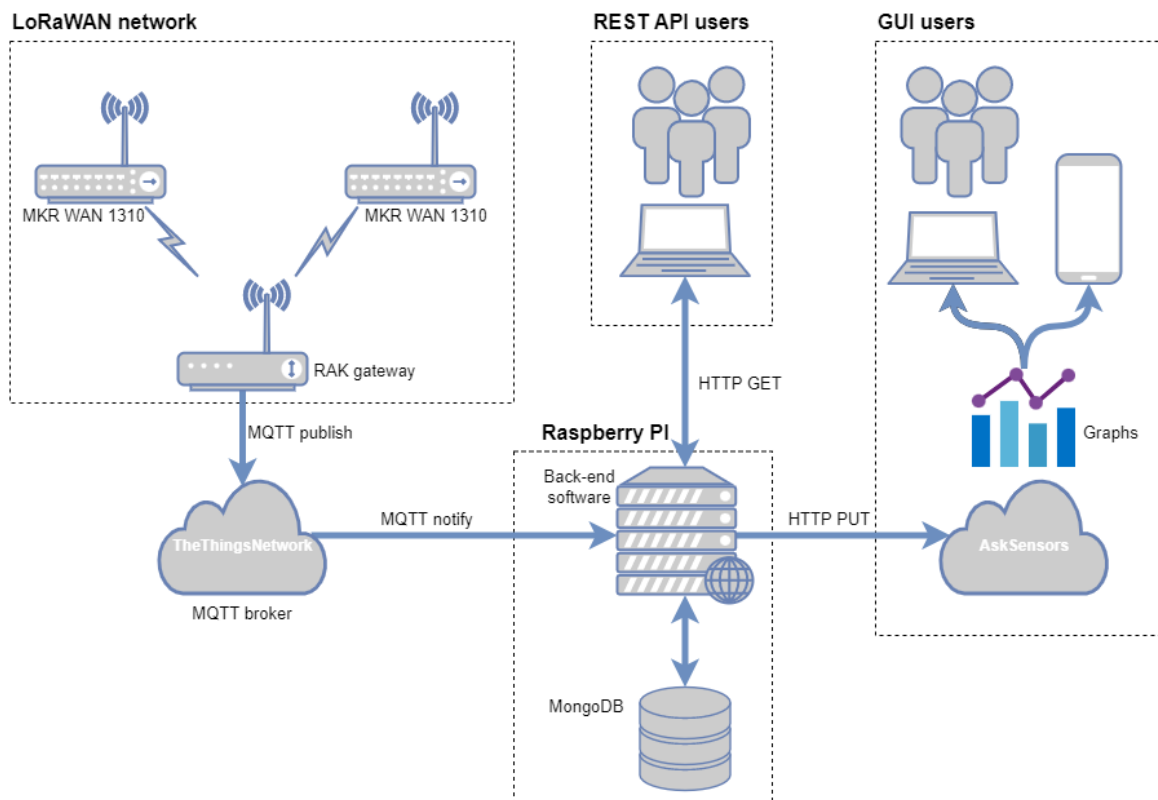 LoRaWAN network
REST API users
GUI users
MKR WAN 1310
MKR WAN 1310
RAK gateway
HTTP GET
MQTT publish
Graphs
Raspberry PI
Back-end
software
MQTT notify
HTTP PUT
TheThingsNetwork
AskSensors
MQTT broker
MongoDB